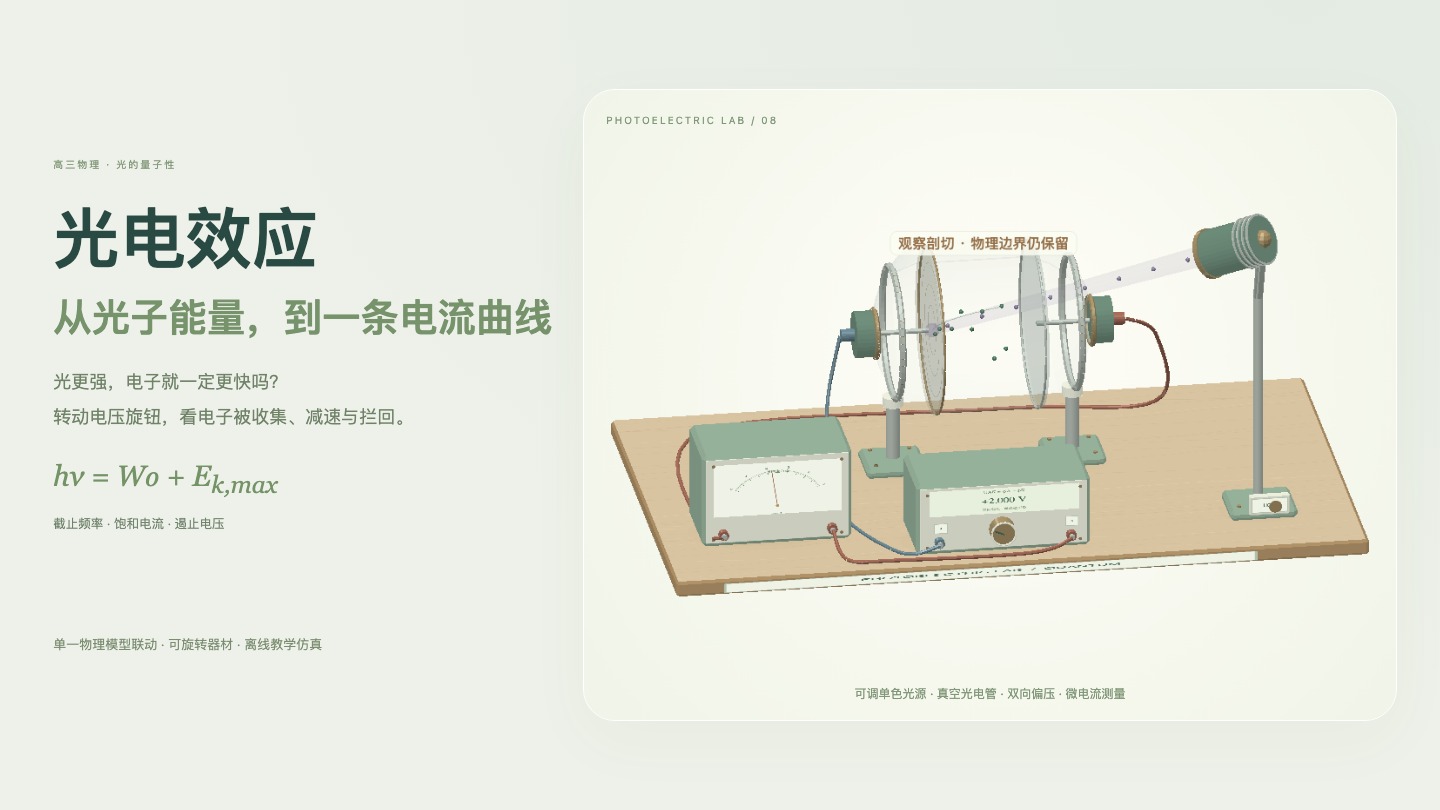 高三物理 · 光的量子性
光电效应
从光子能量，到一条电流曲线
光更强，电子就一定更快吗？
转动电压旋钮，看电子被收集、减速与拦回。
hν = Wo + Ek,max
截止频率 · 饱和电流 · 遏止电压
单一物理模型联动 · 可旋转器材 · 离线教学仿真
PHOTOELECTRIC LAB / 08
观察剖切 · 物理边界仍保留
+2.000 V
LAB / QUANTUM
可调单色光源 · 真空光电管 · 双向偏压 · 微电流测量